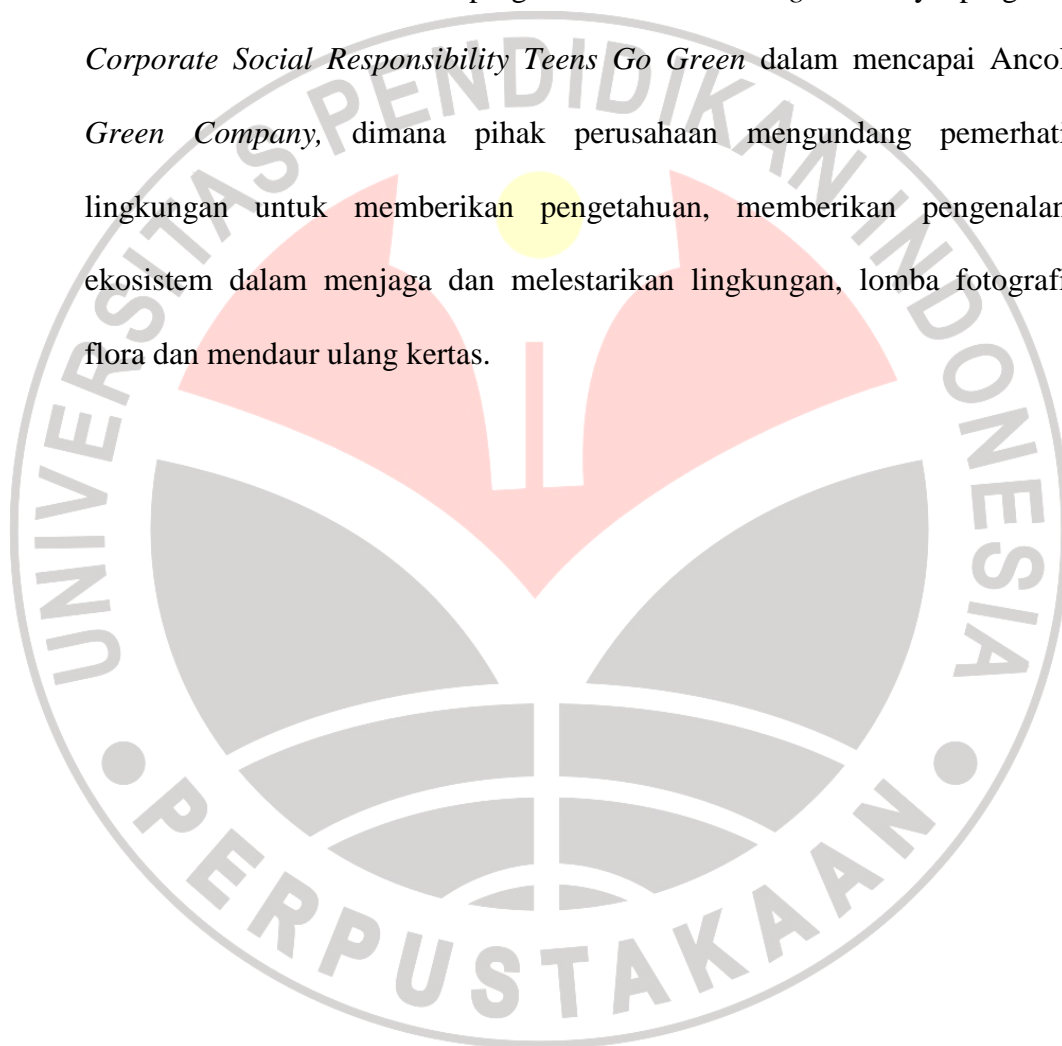 Corporate Social Responsibility Teens Go Green dalam mencapai Ancol
Green Company, dimana pihak perusahaan mengundang pemerhati
lingkungan untuk memberikan pengetahuan, memberikan pengenalan
ekosistem dalam menjaga dan melestarikan lingkungan, lomba fotografi
flora dan mendaur ulang kertas.
UNIVERSITAS PENDIDIKAN INDONESIA
PERPUSTAKAAN